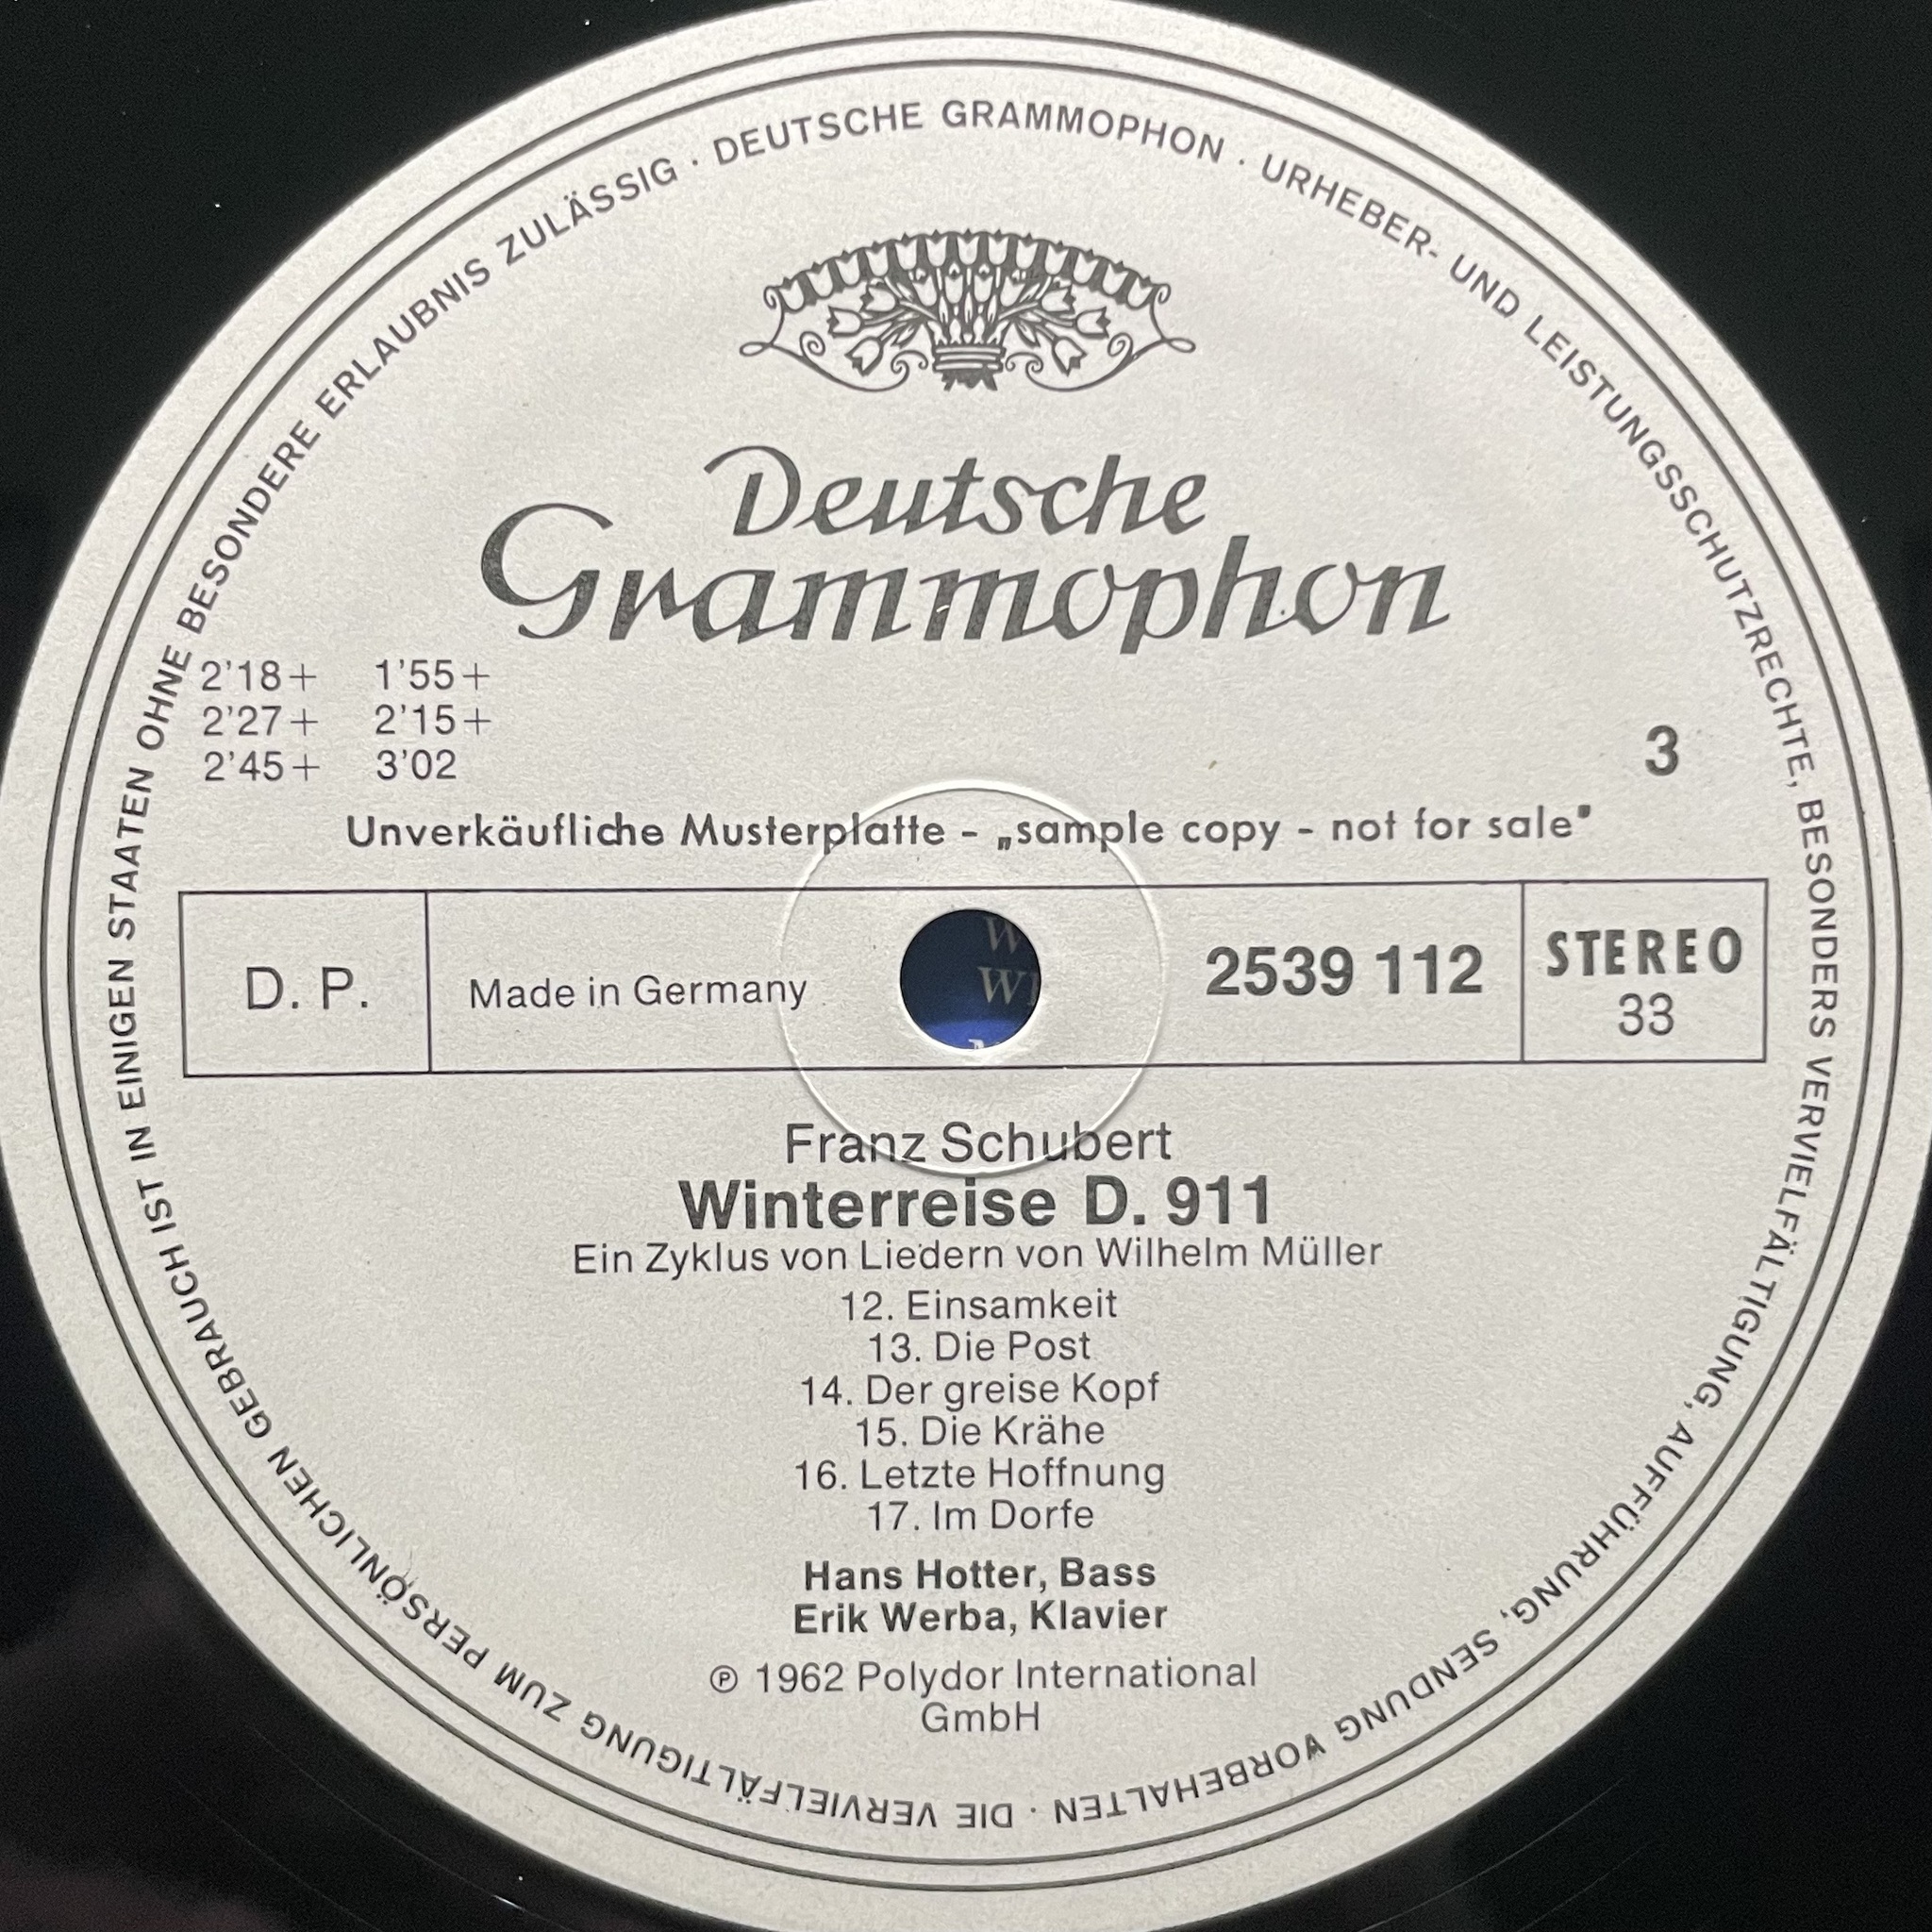 DEUTSCHE GRAMMOPHON · URHEBER- UND LEISTUNGSSCHUTZRECHTE, BESONDERS VERVIELFÄLTIGUNG, AUFFÜHRUNG, SENDUNG VORBEHALTEN · DIE VERVIELFÄLTIGUNG ZUM PERSÖNLICHEN GEBRAUCH IST IN EINIGEN STAATEN OHNE BESONDERE ERLAUBNIS ZULÄSSIG ·
Deutsche
Grammophon
2'18+ 1'55+
2'27+ 2'15+
2'45+ 3'02
3
Unverkäufliche Musterplatte - „sample copy - not for sale"
D. P. Made in Germany 2539 112 STEREO
33
Franz Schubert
Winterreise D. 911
Ein Zyklus von Liedern von Wilhelm Müller
12. Einsamkeit
13. Die Post
14. Der greise Kopf
15. Die Krähe
16. Letzte Hoffnung
17. Im Dorfe
Hans Hotter, Bass
Erik Werba, Klavier
℗ 1962 Polydor International
GmbH